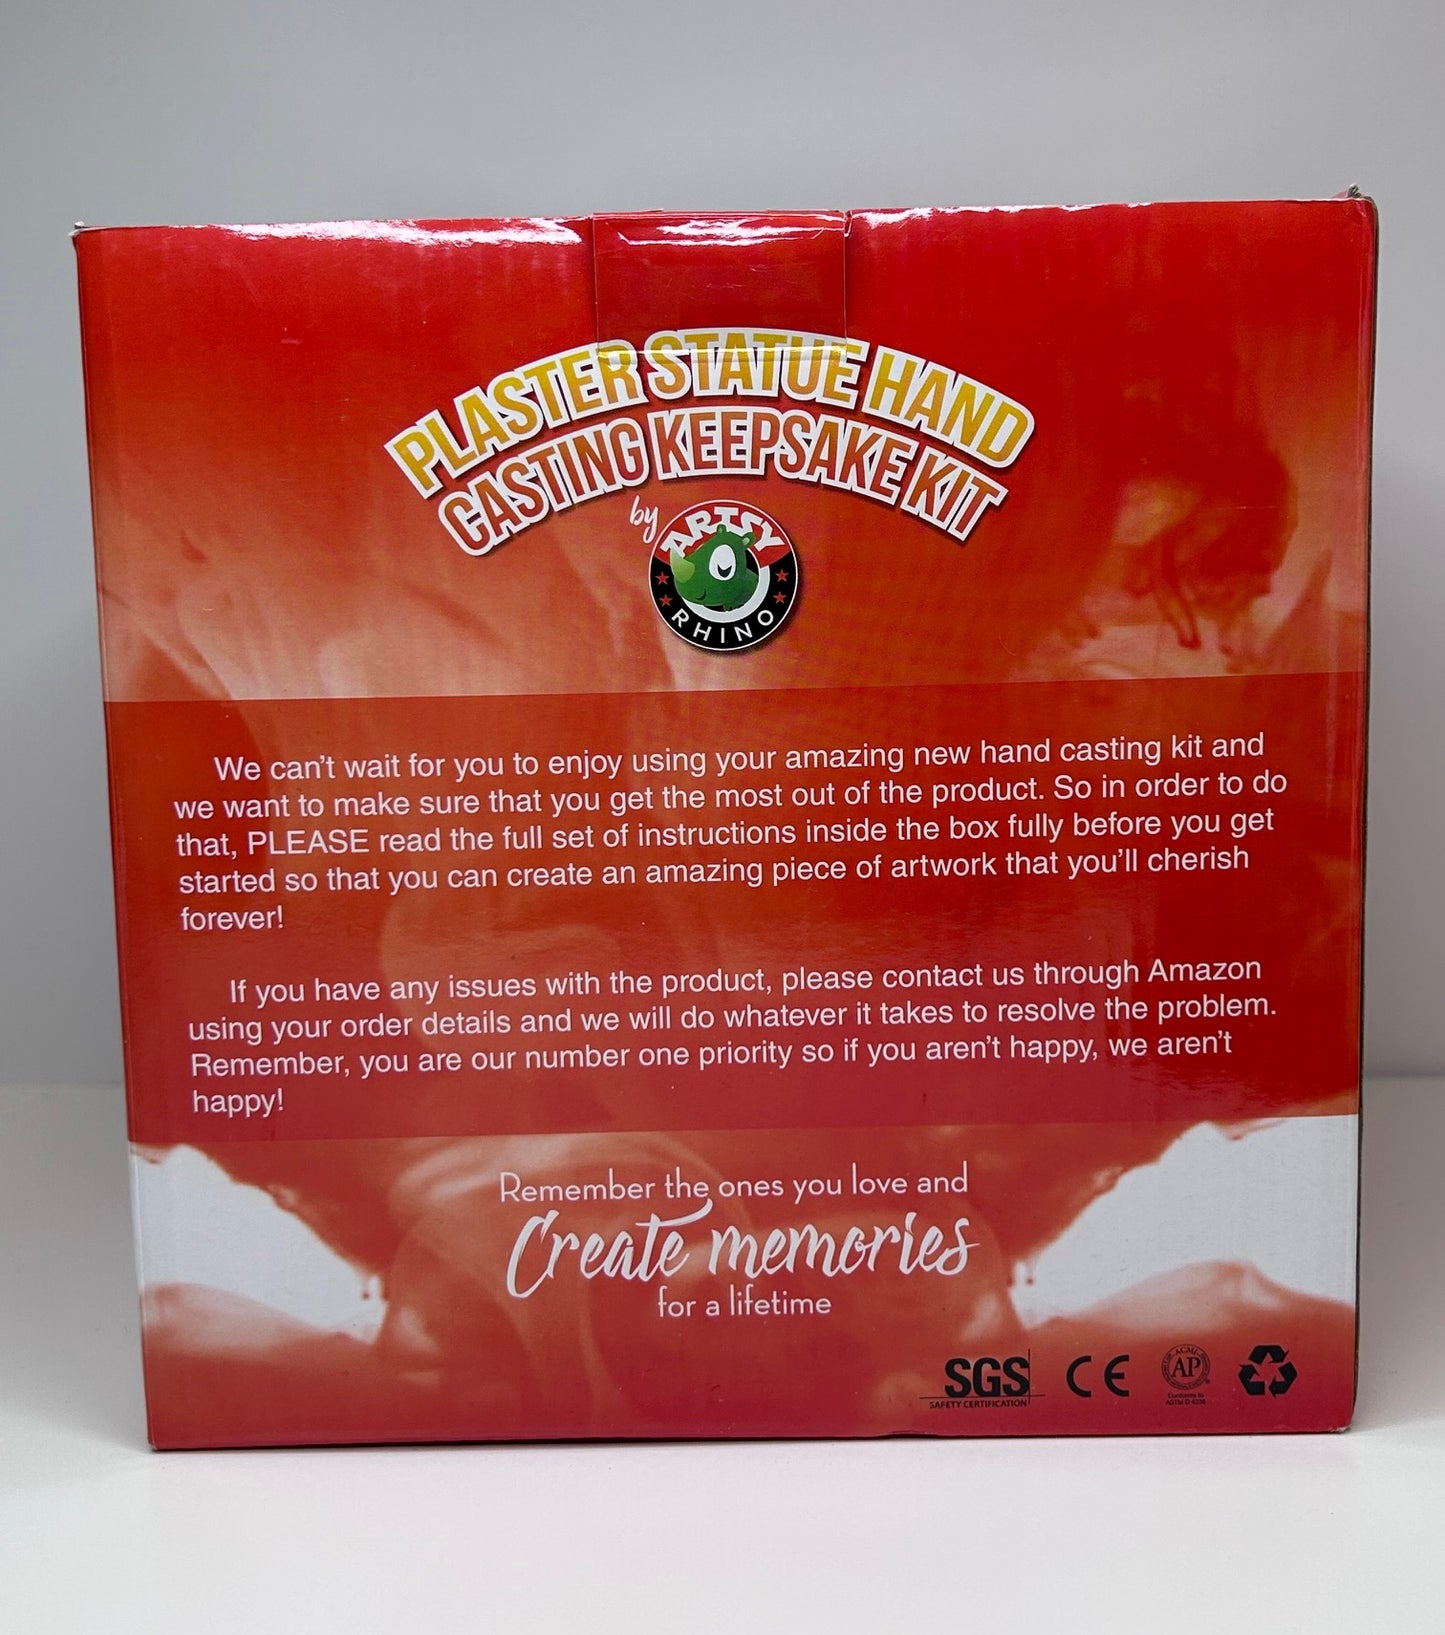 PLASTER STATUE HAND
CASTING KEEPSAKE KIT
by
ARTSY
RHINO
We can't wait for you to enjoy using your amazing new hand casting kit and
we want to make sure that you get the most out of the product. So in order to do
that, PLEASE read the full set of instructions inside the box fully before you get
started so that you can create an amazing piece of artwork that you'll cherish
forever!
If you have any issues with the product, please contact us through Amazon
using your order details and we will do whatever it takes to resolve the problem.
Remember, you are our number one priority so if you aren't happy, we aren't
happy!
Remember the ones you love and
Create memories
for a lifetime
SGS
SAFETY CERTIFICATION
CE
ACMI
AP
Conforms to
ASTM D 4236